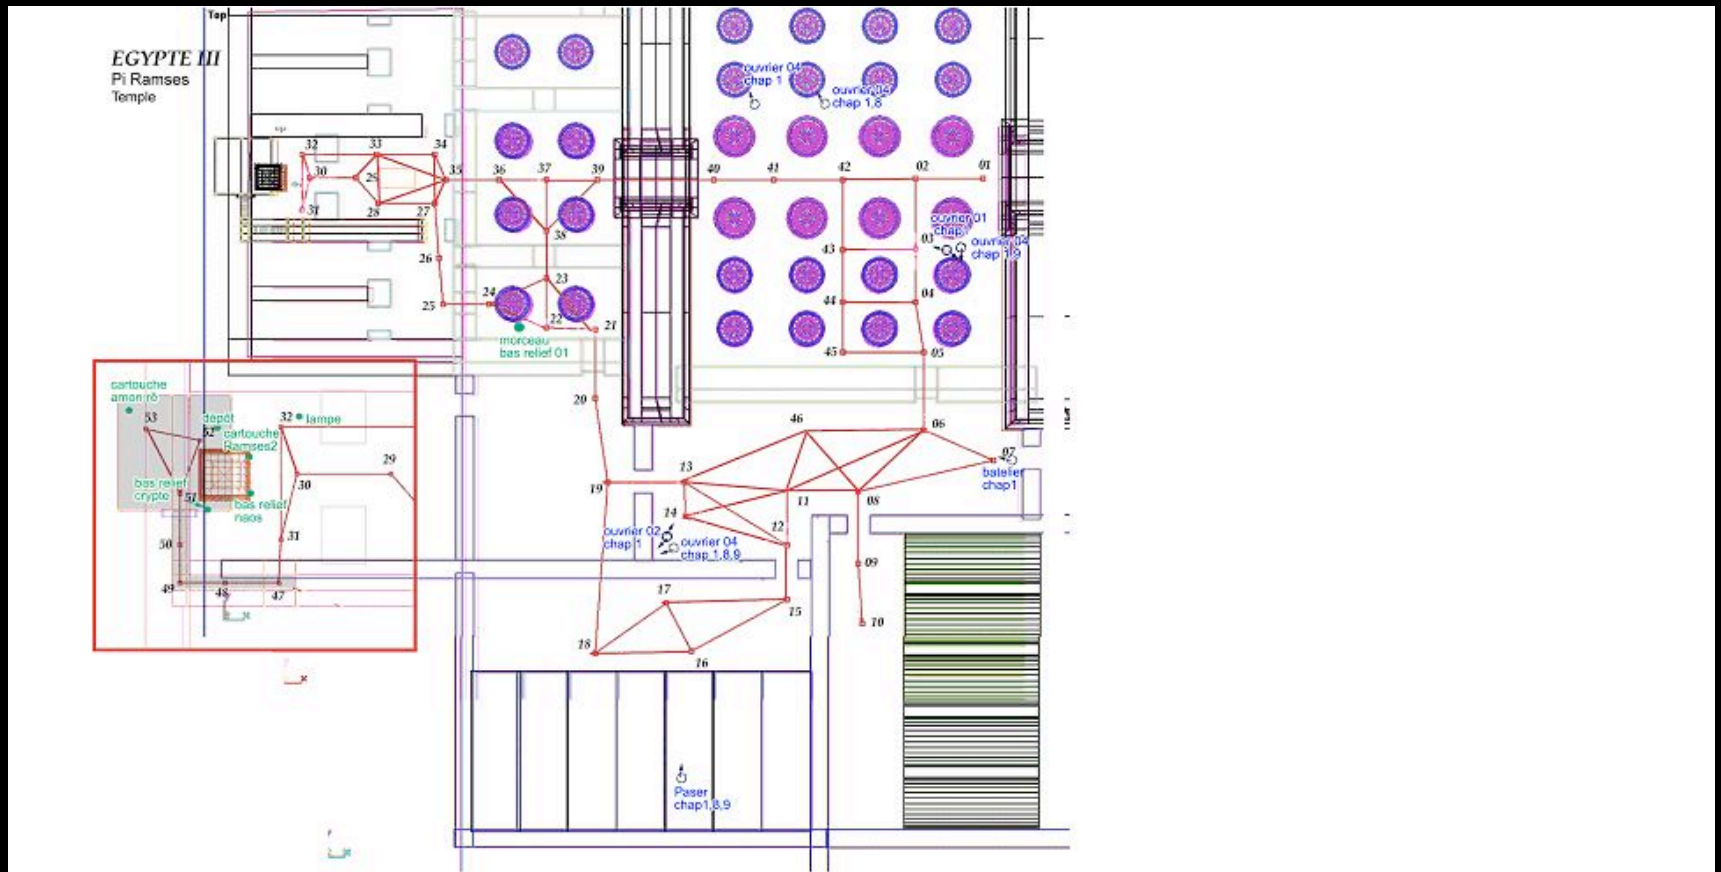 Top
EGYPTE III
Pi Ramses
Temple
ouvrier 04
chap 1
ouvrier 04
chap 1,8
32
33
34
35
36
37
39
40
41
42
02
01
30
29
31
28
27
38
26
43
03
ouvrier 01
chap1
ouvrier 04
chap 1,9
25
24
23
22
21
44
04
45
05
morceau
bas relief 01
20
46
06
07
batelier
chap1
13
19
14
11
08
12
ouvrier 02
chap 1
ouvrier 04
chap 1,8,9
09
10
17
15
18
16
Paser
chap1,8,9
cartouche
amon rê
53
dépôt
52
cartouche
Ramses2
32
lampe
29
30
bas relief
crypte
51
bas relief
naos
31
50
49
48
47